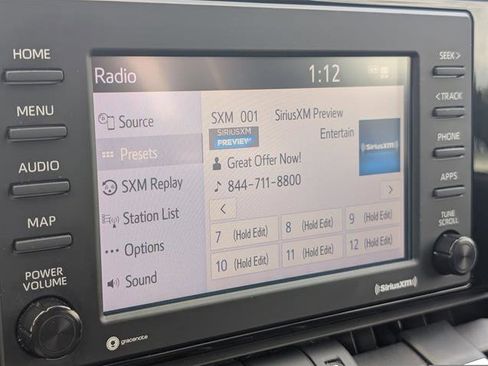 HOME
MENU
AUDIO
MAP
POWER
VOLUME
Radio
1:12
Source
Presets
SXM Replay
Station List
Options
Sound
SXM 001 SiriusXM Preview
SIRIUSXM
PREVIEW
Entertain
Great Offer Now!
844-711-8800
SiriusXM
7 (Hold Edit)
8 (Hold Edit)
9 (Hold Edit)
10 (Hold Edit)
11 (Hold Edit)
12 (Hold Edit)
SEEK >
< TRACK
PHONE
APPS
TUNE
SCROLL
gracenote
SiriusXM